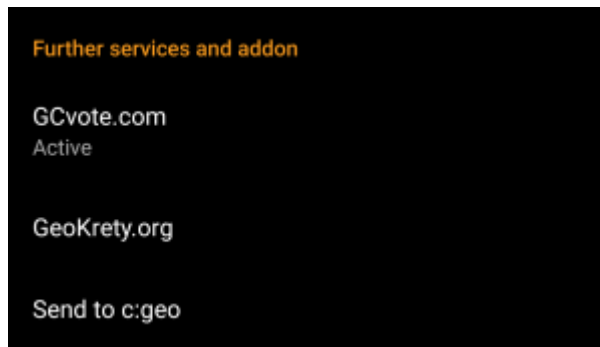 Further services and addon
GCvote.com
Active
GeoKrety.org
Send to c:geo